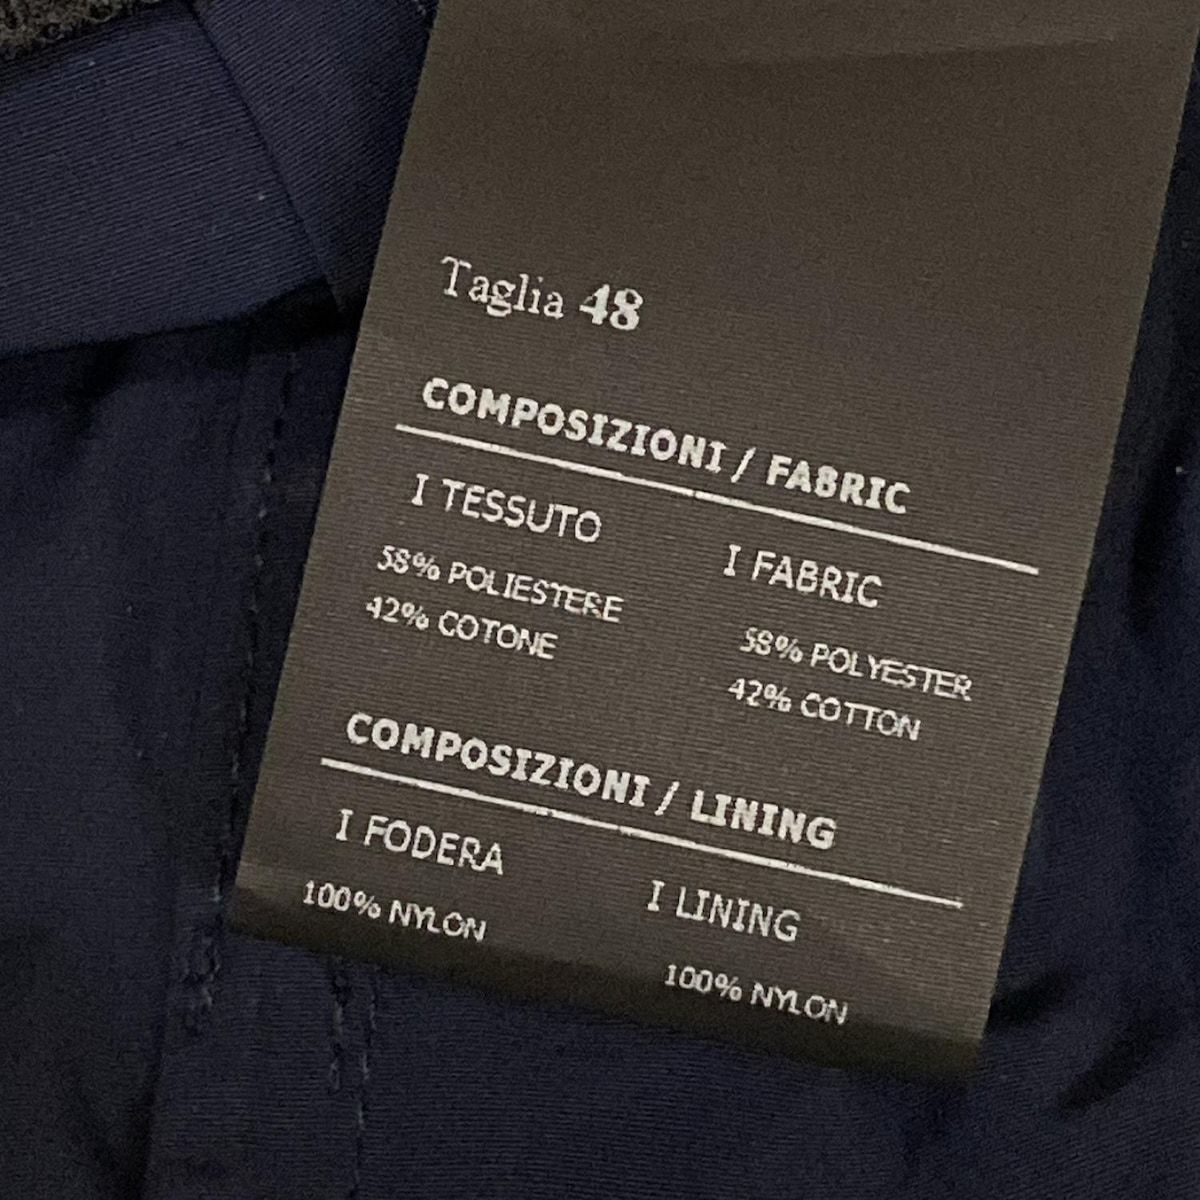 Taglia 48
COMPOSIZIONI / FABRIC
I TESSUTO
58% POLIESTERE
42% COTONE
I FABRIC
58% POLYESTER
42% COTTON
COMPOSIZIONI / LINING
I FODERA
100% NYLON
I LINING
100% NYLON